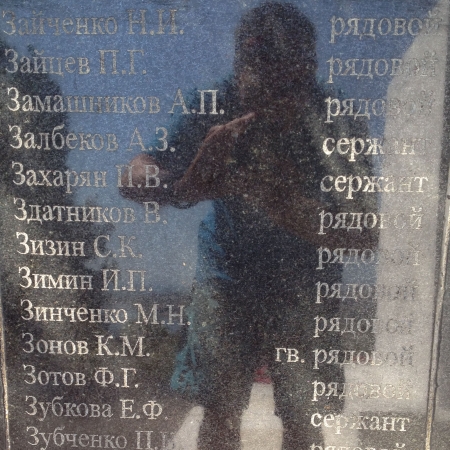 Зайченко Н.И. рядовой
Зайцев П.Г. рядовой
Замашников А.П. рядовой
Залбеков А.З. сержант
Захарян П.В. сержант
Здатников В. рядовой
Зизин С.К. рядовой
Зимин И.П. рядовой
Зинченко М.Н. рядовой
Зонов К.М. гв. рядовой
Зотов Ф.Г. рядовой
Зубкова Е.Ф. сержант
Зубченко рядовой